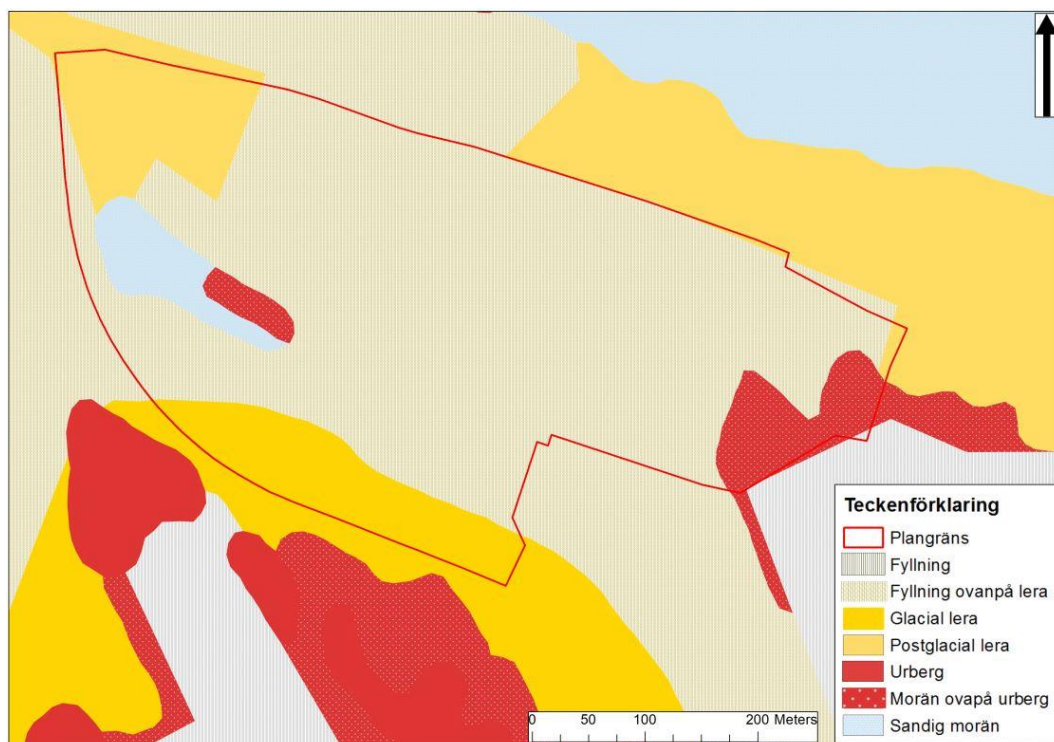 Teckenförklaring
Plangräns
Fyllning
Fyllning ovanpå lera
Glacial lera
Postglacial lera
Urberg
Morän ovapå urberg
Sandig morän
0 50 100 200 Meters